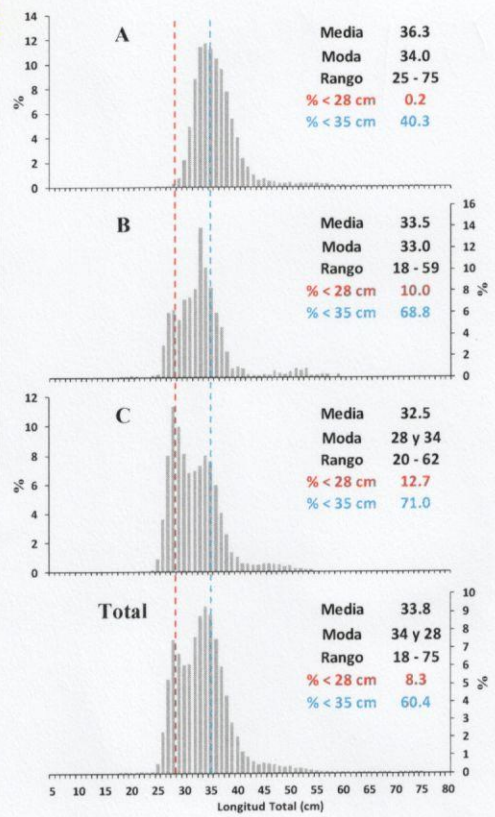 14
12
10
8
6
4
2
0
%
A
Media 36.3
Moda 34.0
Rango 25 - 75
% < 28 cm 0.2
% < 35 cm 40.3
16
14
12
10
8
6
4
2
0
%
B
Media 33.5
Moda 33.0
Rango 18 - 59
% < 28 cm 10.0
% < 35 cm 68.8
12
10
8
6
4
2
0
%
C
Media 32.5
Moda 28 y 34
Rango 20 - 62
% < 28 cm 12.7
% < 35 cm 71.0
10
9
8
7
6
5
4
3
2
1
0
%
Total
Media 33.8
Moda 34 y 28
Rango 18 - 75
% < 28 cm 8.3
% < 35 cm 60.4
5 10 15 20 25 30 35 40 45 50 55 60 65 70 75 80
Longitud Total (cm)